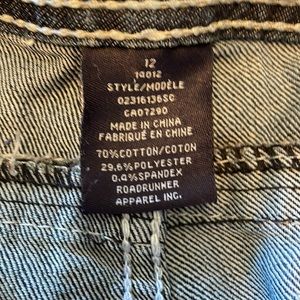 12
14012
STYLE/MODÈLE
02316136SC
CA07290
MADE IN CHINA
FABRIQUÉ EN CHINE
70%COTTON/COTON
29.6%POLYESTER
0.4%SPANDEX
ROADRUNNER
APPAREL INC.